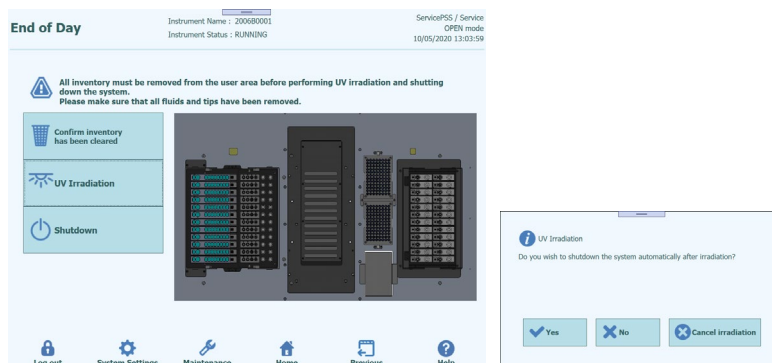 End of Day
Instrument Name : 2006B0001
Instrument Status : RUNNING
ServicePSS / Service
OPEN mode
10/05/2020 13:03:59
All inventory must be removed from the user area before performing UV irradiation and shutting
down the system.
Please make sure that all fluids and tips have been removed.
Confirm inventory
has been cleared
UV Irradiation
Shutdown
Log out
System Settings
Maintenance
Home
Previous
Help
UV Irradiation
Do you wish to shutdown the system automatically after irradiation?
Yes
No
Cancel irradiation